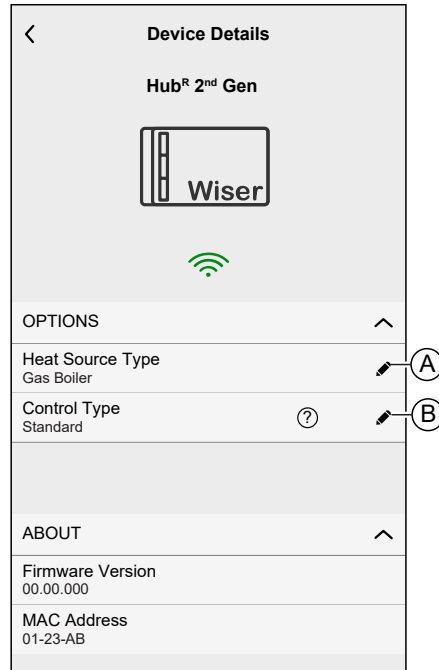 Device Details
Hubᴿ 2ⁿᵈ Gen
Wiser
OPTIONS
Heat Source Type
Gas Boiler
A
Control Type
Standard
?
B
ABOUT
Firmware Version
00.00.000
MAC Address
01-23-AB